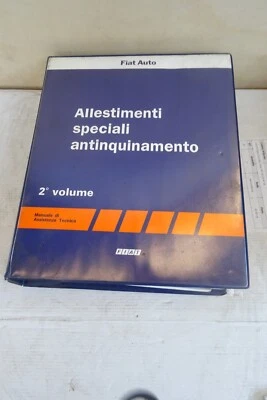 Fiat Auto
Allestimenti
speciali
antinquinamento
2° volume
Manuale di
Assistenza Tecnica
FIAT